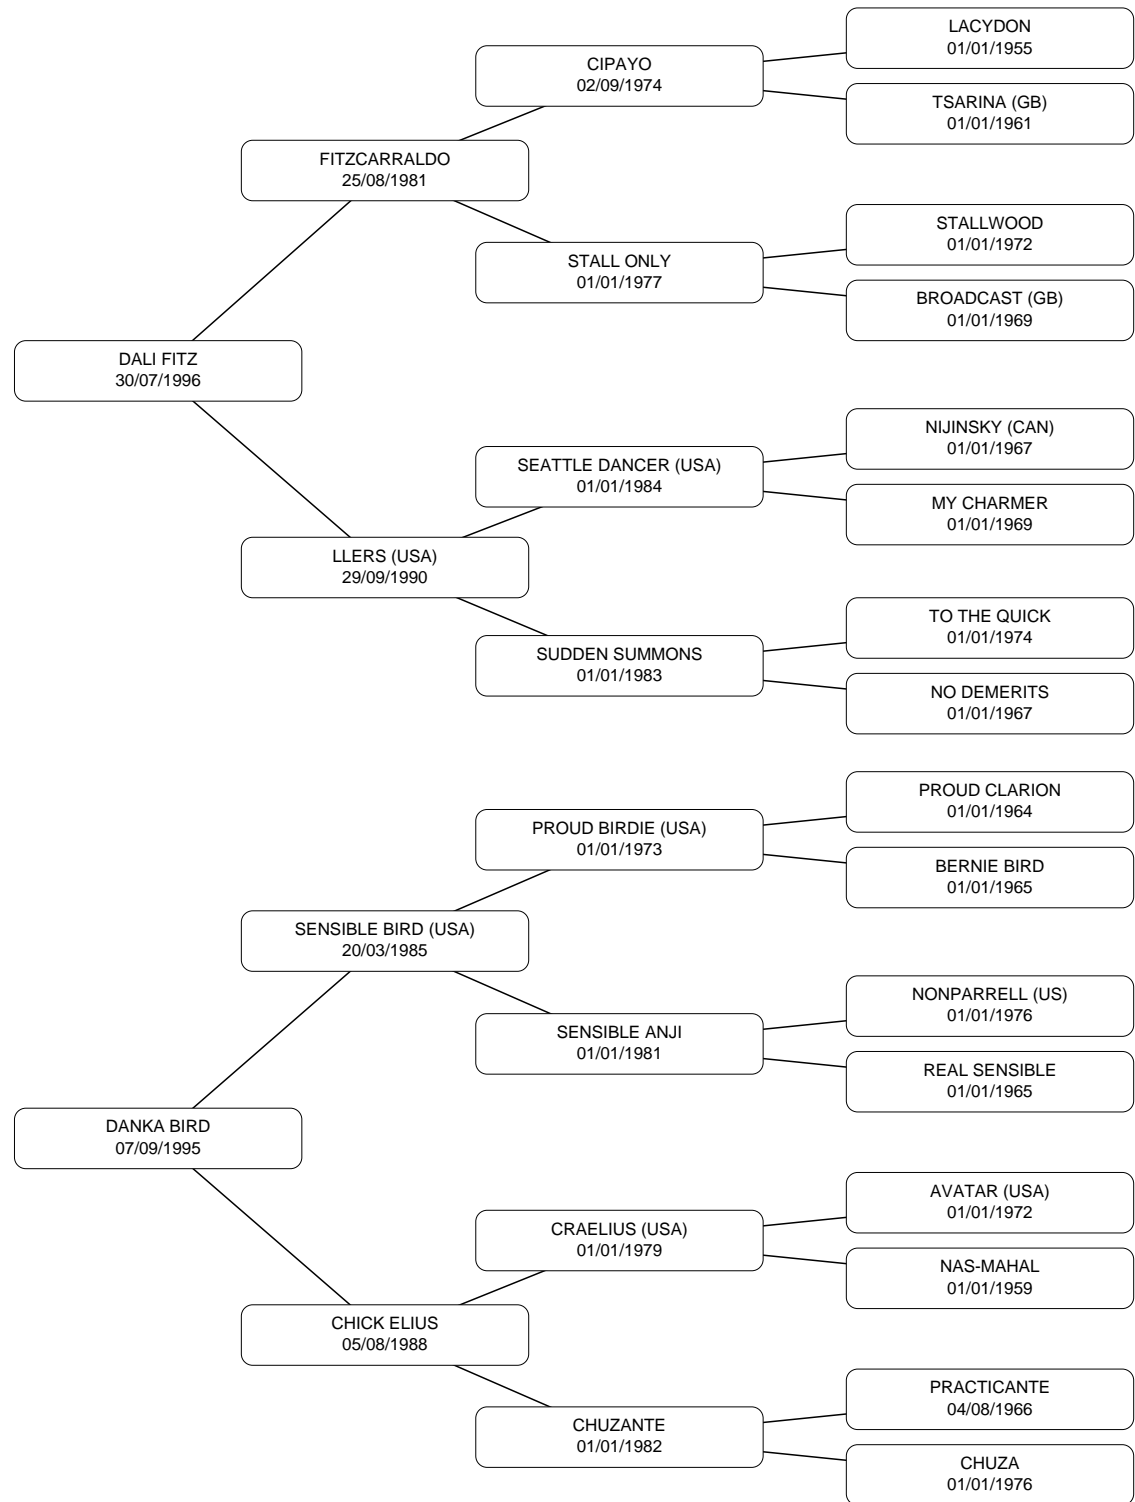 LACYDON
01/01/1955
CIPAYO
02/09/1974
TSARINA (GB)
01/01/1961
FITZCARRALDO
25/08/1981
STALLWOOD
01/01/1972
STALL ONLY
01/01/1977
BROADCAST (GB)
01/01/1969
DALI FITZ
30/07/1996
NIJINSKY (CAN)
01/01/1967
SEATTLE DANCER (USA)
01/01/1984
MY CHARMER
01/01/1969
LLERS (USA)
29/09/1990
TO THE QUICK
01/01/1974
SUDDEN SUMMONS
01/01/1983
NO DEMERITS
01/01/1967
PROUD CLARION
01/01/1964
PROUD BIRDIE (USA)
01/01/1973
BERNIE BIRD
01/01/1965
SENSIBLE BIRD (USA)
20/03/1985
NONPARRELL (US)
01/01/1976
SENSIBLE ANJI
01/01/1981
REAL SENSIBLE
01/01/1965
DANKA BIRD
07/09/1995
AVATAR (USA)
01/01/1972
CRAELIUS (USA)
01/01/1979
NAS-MAHAL
01/01/1959
CHICK ELIUS
05/08/1988
PRACTICANTE
04/08/1966
CHUZANTE
01/01/1982
CHUZA
01/01/1976